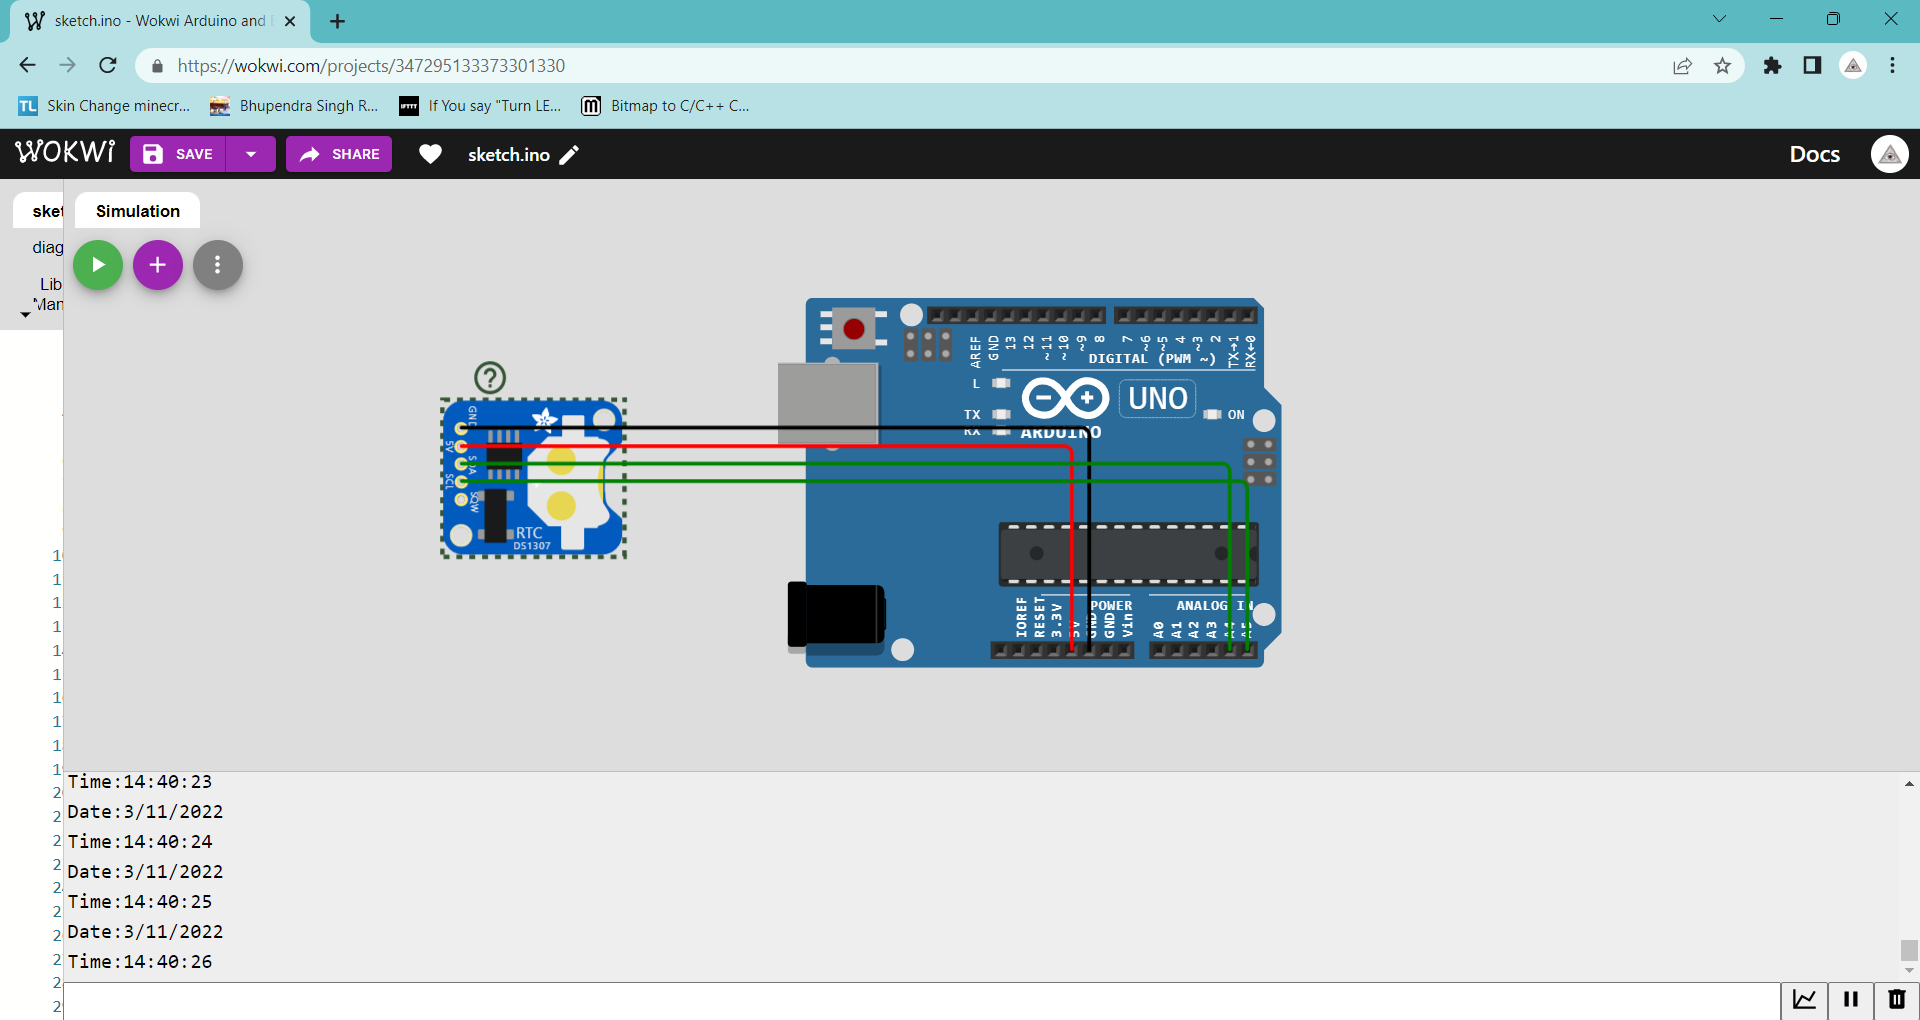 sketch.ino - Wokwi Arduino and
https://wokwi.com/projects/347295133373301330
TL Skin Change minecr...
Bhupendra Singh R...
IFTTT If You say "Turn LE...
Bitmap to C/C++ C...
WOKWi
SAVE
SHARE
sketch.ino
Docs
sket
Simulation
diag
Lib
Man
AREF
GND
13
12
~11
~10
~9
8
7
~6
~5
4
~3
2
TX→1
RX←0
DIGITAL (PWM ~)
L
TX
RX
UNO
ON
ARDUINO
GND
5V
SDA
SCL
SQW
RTC
DS1307
IOREF
RESET
3.3V
5V
GND
GND
Vin
POWER
ANALOG IN
A0
A1
A2
A3
A4
A5
Time:14:40:23
Date:3/11/2022
Time:14:40:24
Date:3/11/2022
Time:14:40:25
Date:3/11/2022
Time:14:40:26